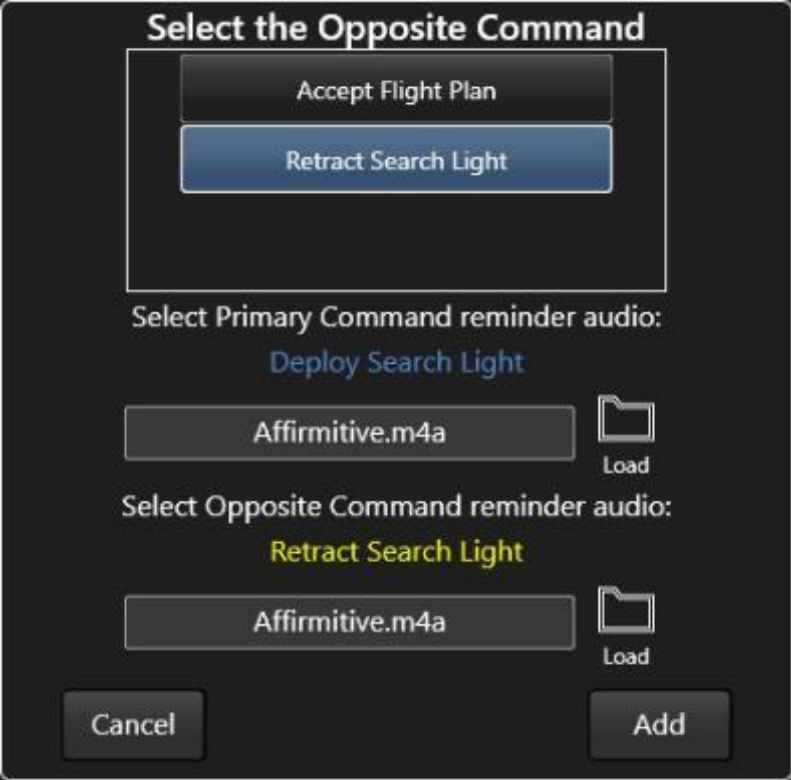 Select the Opposite Command
Accept Flight Plan
Retract Search Light
Select Primary Command reminder audio:
Deploy Search Light
Affirmitive.m4a
Load
Select Opposite Command reminder audio:
Retract Search Light
Affirmitive.m4a
Load
Cancel
Add